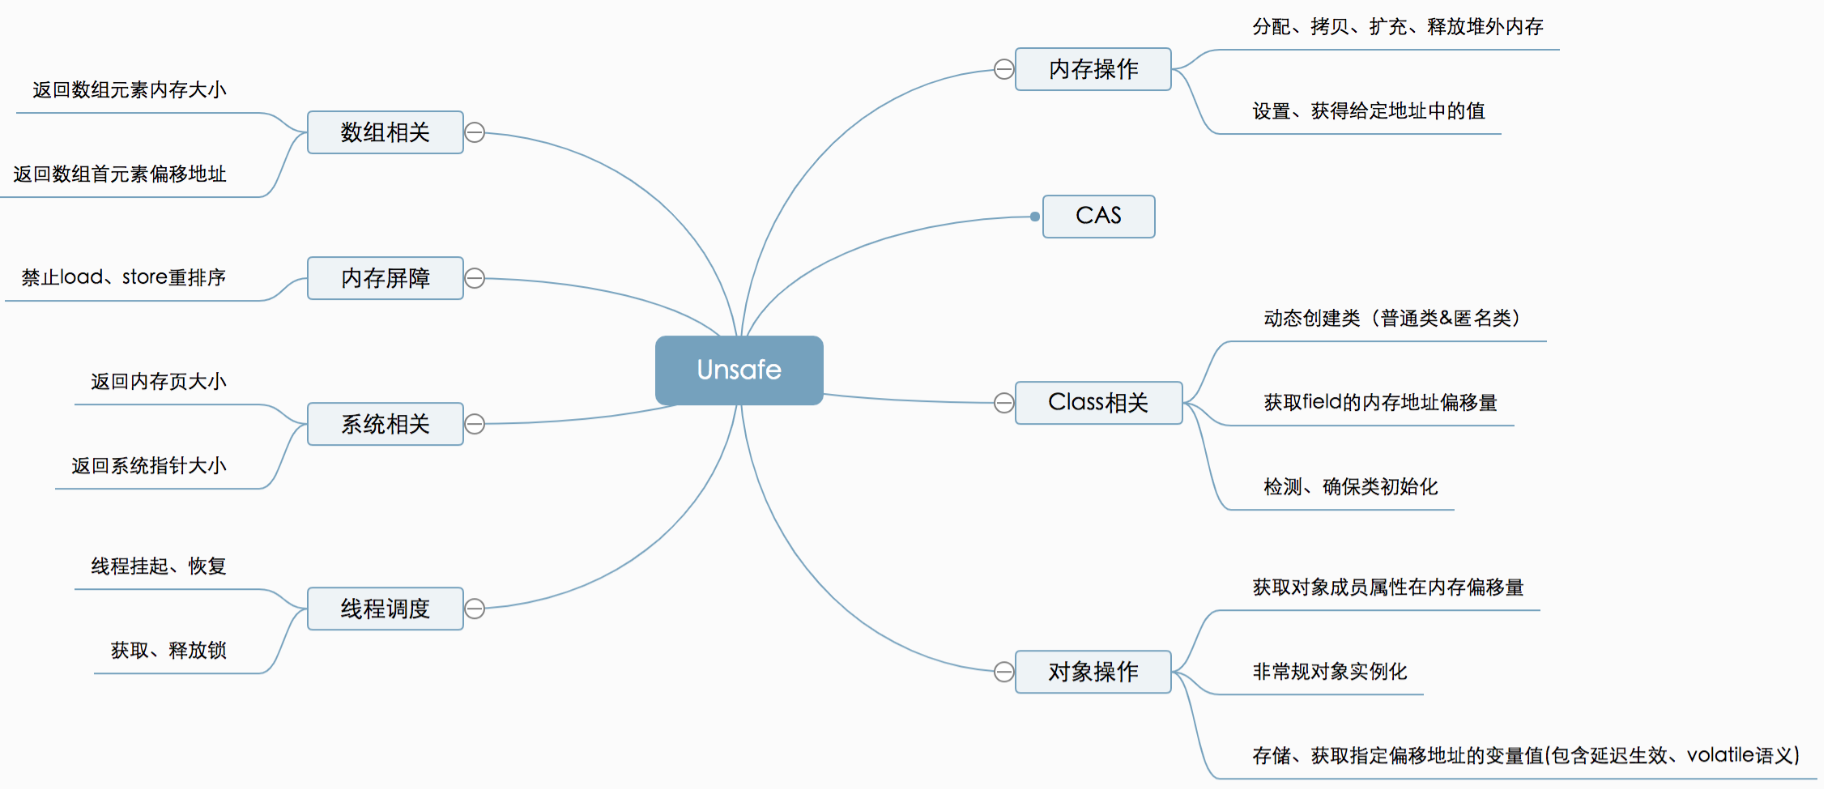 Unsafe
内存操作
分配、拷贝、扩充、释放堆外内存
设置、获得给定地址中的值
CAS
Class相关
动态创建类（普通类&匿名类）
获取field的内存地址偏移量
检测、确保类初始化
对象操作
获取对象成员属性在内存偏移量
非常规对象实例化
存储、获取指定偏移地址的变量值(包含延迟生效、volatile语义)
数组相关
返回数组元素内存大小
返回数组首元素偏移地址
内存屏障
禁止load、store重排序
系统相关
返回内存页大小
返回系统指针大小
线程调度
线程挂起、恢复
获取、释放锁